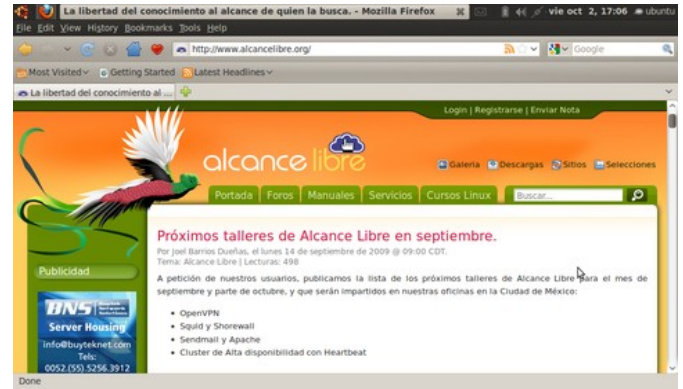 La libertad del conocimiento al alcance de quien la busca. - Mozilla Firefox
vie oct 2, 17:06 ubuntu
File Edit View History Bookmarks Tools Help
http://www.alcancelibre.org/
Google
Most Visited Getting Started Latest Headlines
La libertad del conocimiento al ...
Login | Registrarse | Enviar Nota
alcance libre
Galería Descargas Sitios Selecciones
Portada Foros Manuales Servicios Cursos Linux Buscar...
Próximos talleres de Alcance Libre en septiembre.
Por Joel Barrios Dueñas, el lunes 14 de septiembre de 2009 @ 09:00 CDT.
Tema: Alcance Libre | Lecturas: 498
A petición de nuestros usuarios, publicamos la lista de los próximos talleres de Alcance Libre para el mes de
septiembre y parte de octubre, y que serán impartidos en nuestras oficinas en la Ciudad de México:
• OpenVPN
• Squid y Shorewall
• Sendmail y Apache
• Cluster de Alta disponibilidad con Heartbeat
Publicidad
BNS
Server Housing
info@buyteknet.com
Tels:
0052.(55).5256.3912
Done